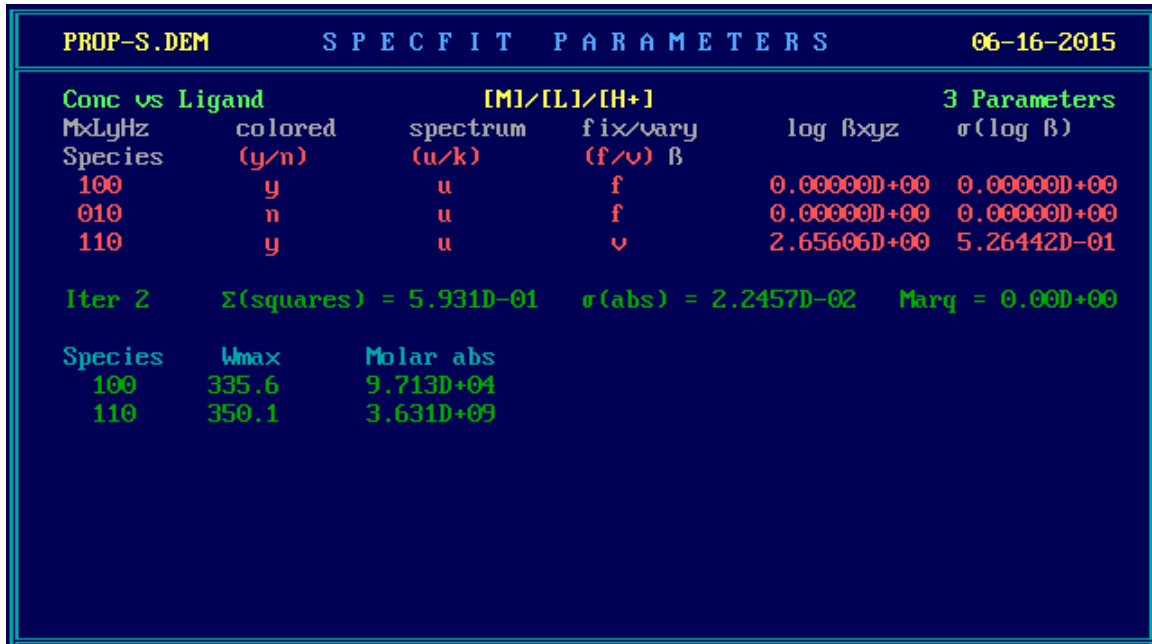 PROP-S.DEM S P E C F I T P A R A M E T E R S 06-16-2015
Conc vs Ligand [M]/[L]/[H+] 3 Parameters
MxLyHz colored spectrum fix/vary log ßxyz σ(log ß)
Species (y/n) (u/k) (f/v) ß
100 y u f 0.00000D+00 0.00000D+00
010 n u f 0.00000D+00 0.00000D+00
110 y u v 2.65606D+00 5.26442D-01
Iter 2 Σ(squares) = 5.931D-01 σ(abs) = 2.2457D-02 Marq = 0.00D+00
Species Wmax Molar abs
100 335.6 9.713D+04
110 350.1 3.631D+09